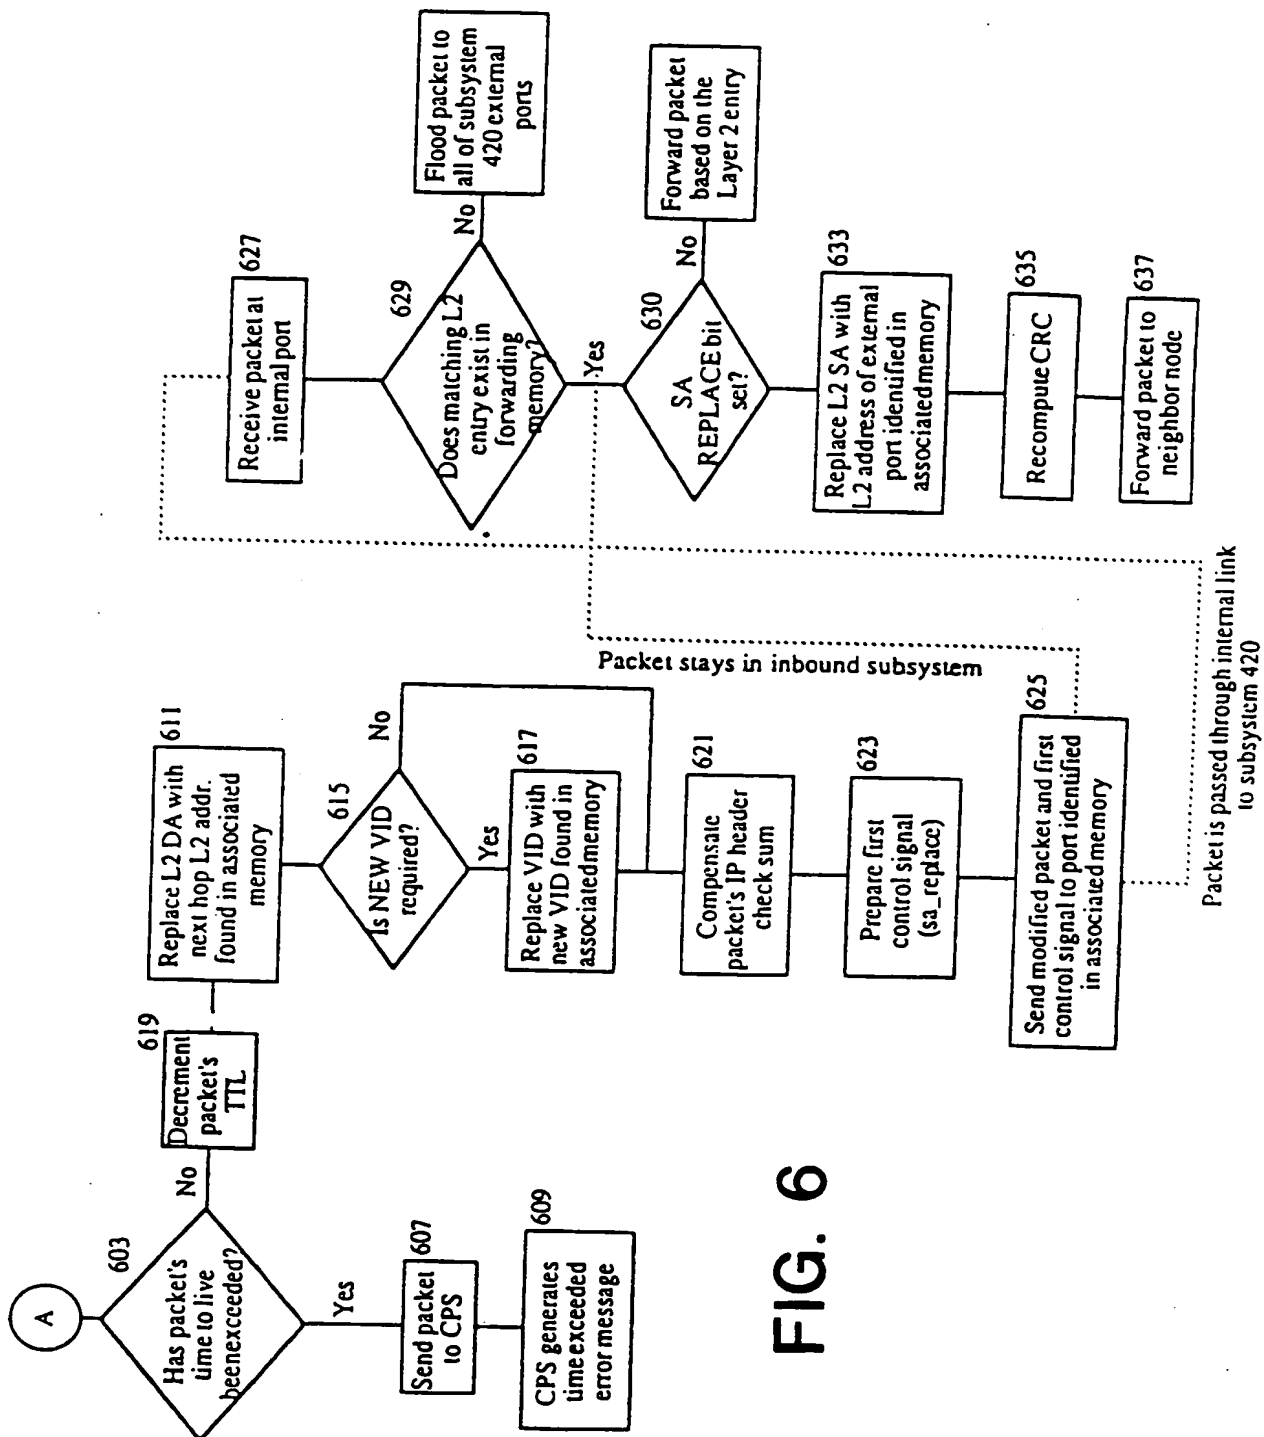 A
603
Has packet's
time to live
beenexceeded?
No
Yes
607
Send packet
to CPS
609
CPS generates
time exceeded
error message
619
Decrement
packet's
TTL
611
Replace L2 DA with
next hop L2 addr.
found in associated
memory
615
Is NEW VID
required?
No
Yes
617
Replace VID with
new VID found in
associated memory
621
Compensate
packet's IP header
check sum
623
Prepare first
control signal
(sa_replace)
625
Send modified packet and first
control signal to port identified
in associated memory
Packet stays in inbound subsystem
Packet is passed through internal link
to subsystem 420
627
Receive packet at
internal port
629
Does matching L2
entry exist in
forwarding
memory?
No
Flood packet to
all of subsystem
420 external
ports
Yes
630
SA
REPLACE bit
set?
No
Forward packet
based on the
Layer 2 entry
633
Replace L2 SA with
L2 address of external
port identified in
associated memory
635
Recompute CRC
637
Forward packet to
neighbor node
FIG. 6